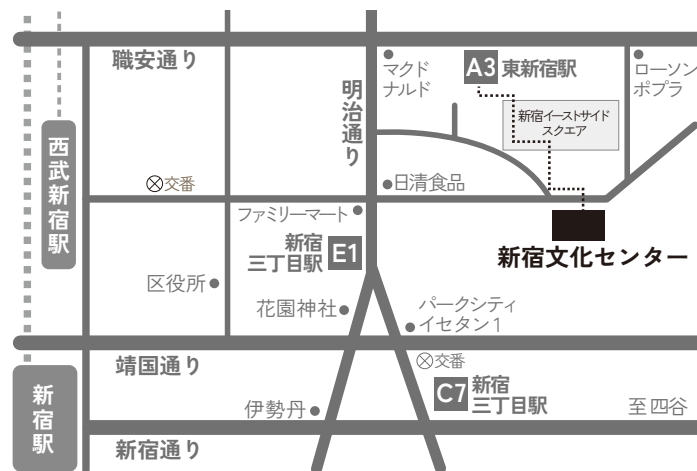 職安通り
マクド
ナルド
A3 東新宿駅
ローソン
ポプラ
明治通り
新宿イーストサイド
スクエア
西武新宿駅
交番
日清食品
ファミリーマート
新宿
三丁目駅 E1
新宿文化センター
区役所
花園神社
パークシティ
イセタン1
靖国通り
交番
新宿駅
伊勢丹
C7 新宿
三丁目駅
至四谷
新宿通り